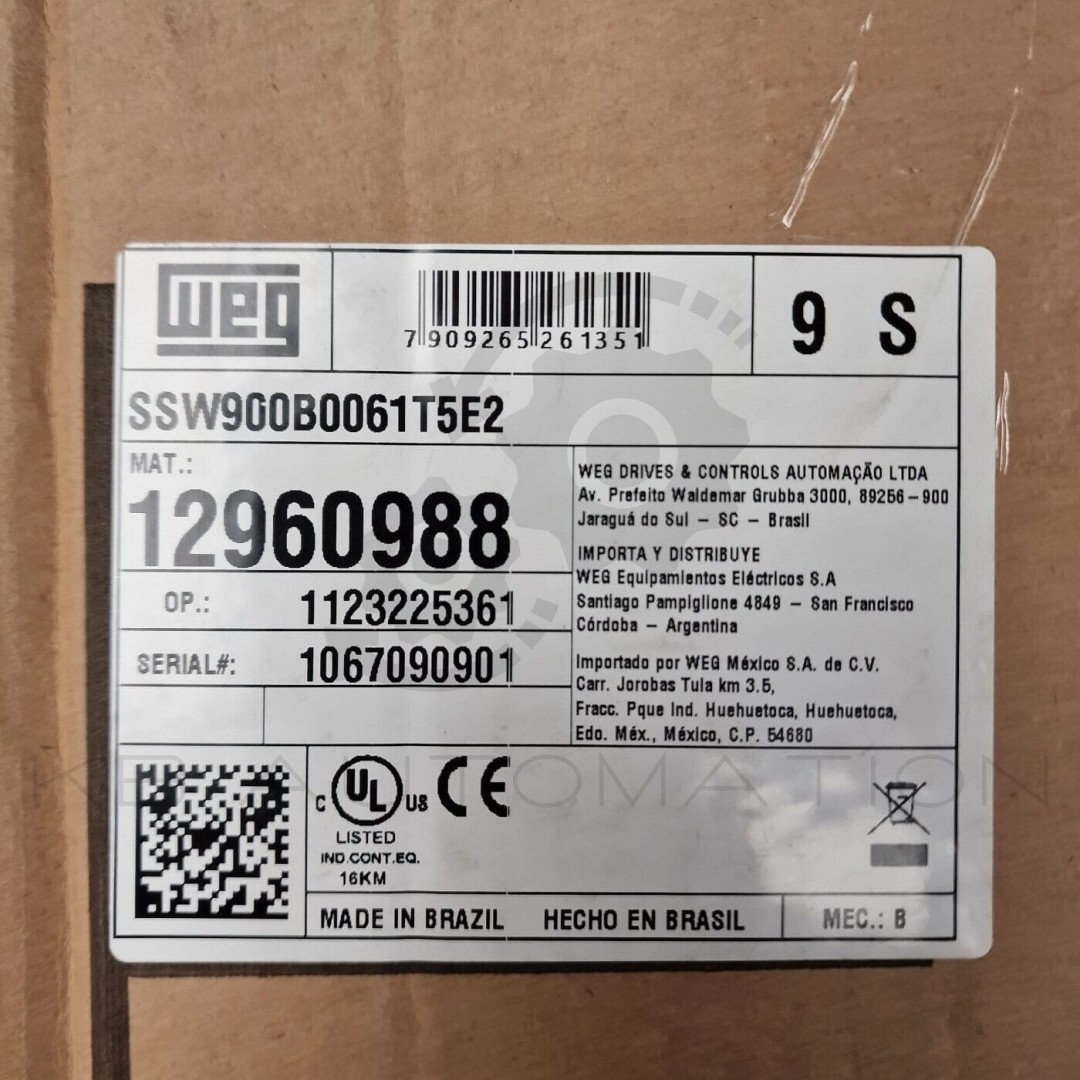 weg
7 909265 261351
9 S
SSW900B0061T5E2
MAT.:
12960988
OP.: 1123225361
SERIAL#: 1067090901
WEG DRIVES & CONTROLS AUTOMAÇÃO LTDA
Av. Prefeito Waldemar Grubba 3000, 89256-900
Jaraguá do Sul - SC - Brasil
IMPORTA Y DISTRIBUYE
WEG Equipamientos Eléctricos S.A
Santiago Pampiglione 4849 - San Francisco
Córdoba - Argentina
Importado por WEG México S.A. de C.V.
Carr. Jorobas Tula km 3.5,
Fracc. Pque Ind. Huehuetoca, Huehuetoca,
Edo. Méx., México, C.P. 54680
C UL US CE
LISTED
IND.CONT.EQ.
16KM
MADE IN BRAZIL HECHO EN BRASIL MEC.: B
AUTOMATION